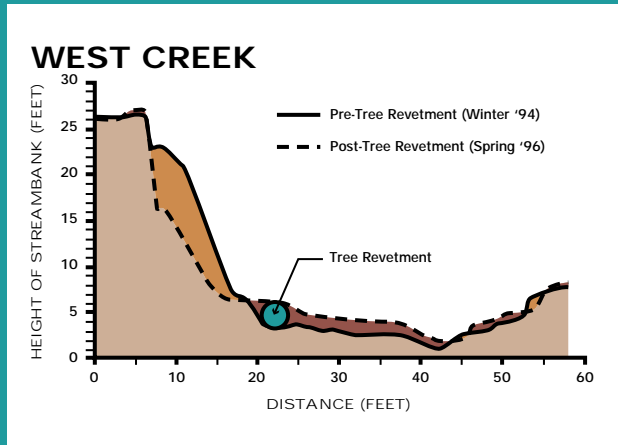 WEST CREEK
HEIGHT OF STREAMBANK (FEET)
30
25
20
15
10
5
0
Pre-Tree Revetment (Winter ‘94)
Post-Tree Revetment (Spring ‘96)
Tree Revetment
0 10 20 30 40 50 60
DISTANCE (FEET)